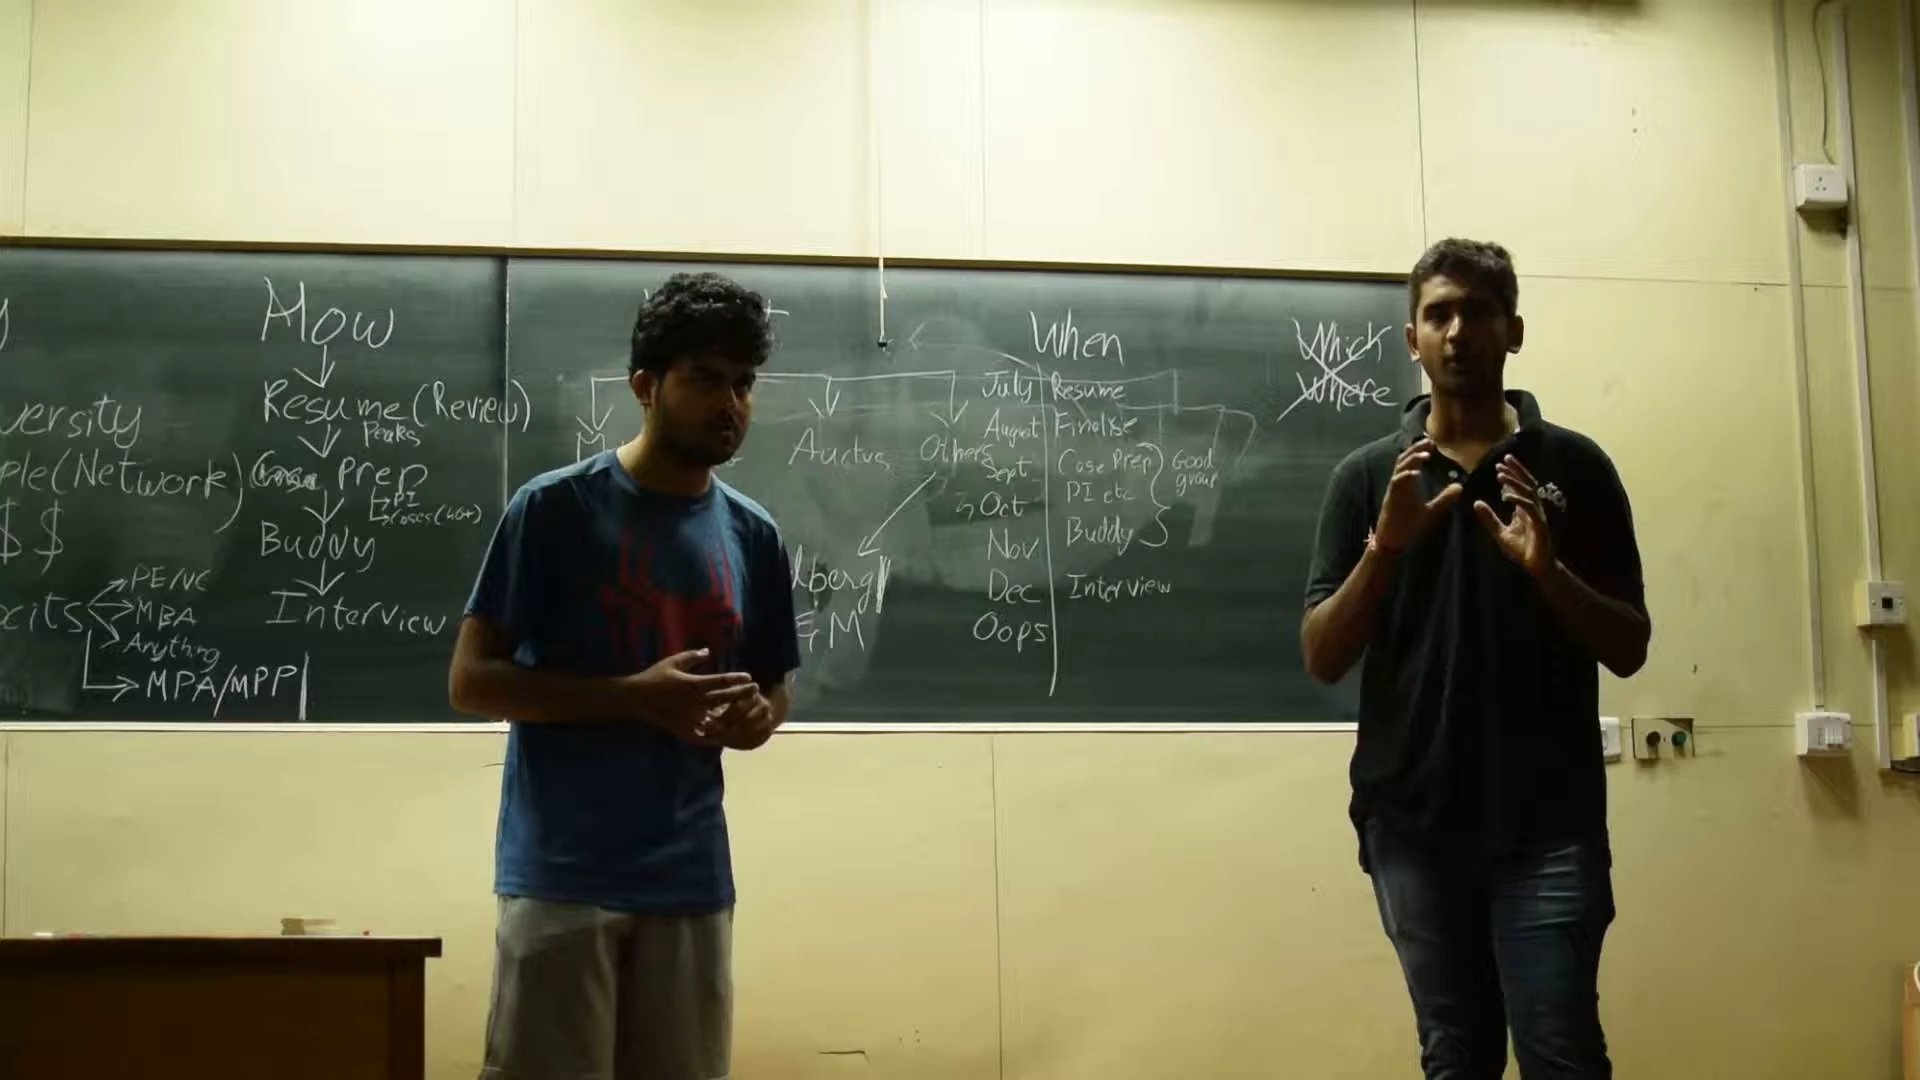 versity
ple(Network)
$$
cits
PE/VC
MBA
Anything
MPA/MPP
How
Resume (Review)
Peaks
Prep
PI
Cases(40+)
Buddy
Interview
Auctus
Others
lberg
&M
When
July Resume
August Finalise
Sept Case Prep
Oct PI etc
Good
group
Nov Buddy
Dec Interview
Oops
Which
Where